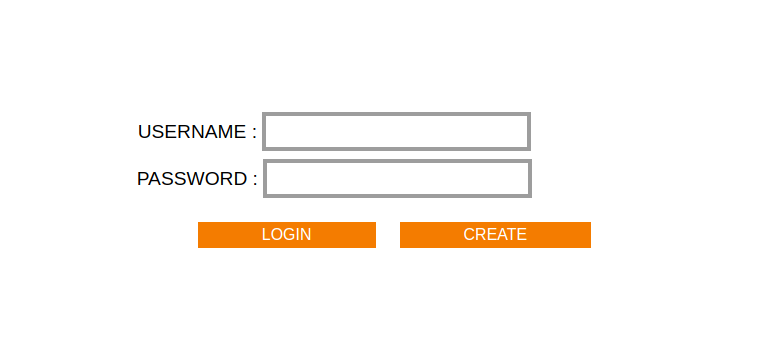 USERNAME :
PASSWORD :
LOGIN CREATE